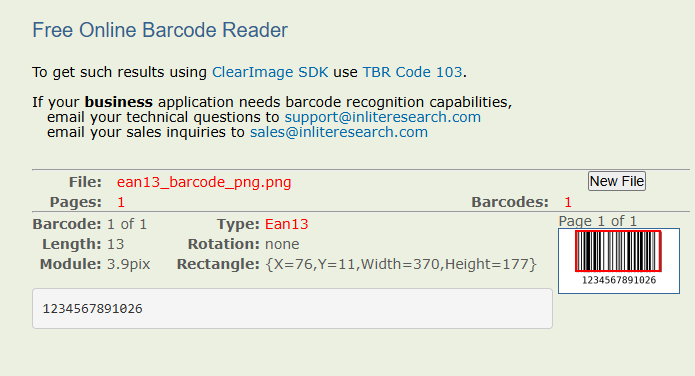 Free Online Barcode Reader
To get such results using ClearImage SDK use TBR Code 103.
If your business application needs barcode recognition capabilities,
email your technical questions to support@inliteresearch.com
email your sales inquiries to sales@inliteresearch.com
File: ean13_barcode_png.png New File
Pages: 1 Barcodes: 1
Barcode: 1 of 1 Type: Ean13 Page 1 of 1
Length: 13 Rotation: none
Module: 3.9pix Rectangle: {X=76,Y=11,Width=370,Height=177}
1234567891026
1234567891026